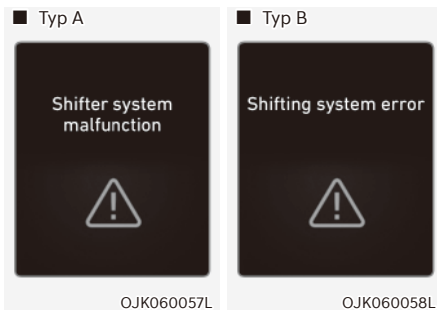 ■ Typ A
Shifter system
malfunction
OJK060057L
■ Typ B
Shifting system error
OJK060058L